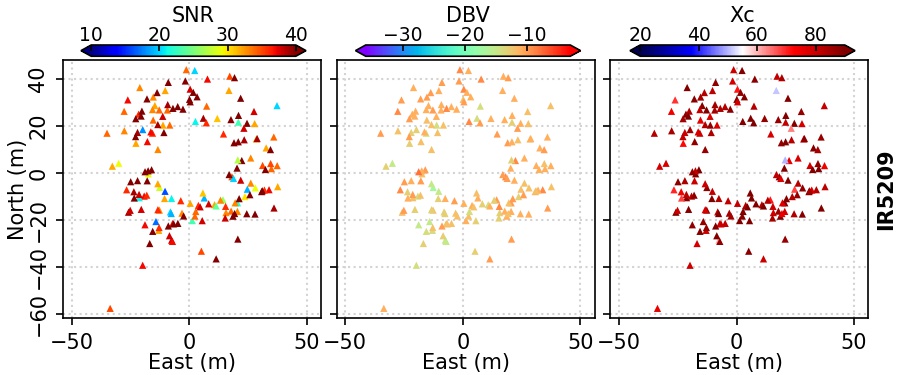 SNR DBV Xc
10 20 30 40 −30 −20 −10 20 40 60 80
North (m)
40
20
0
−20
−40
−60
IR5209
−50 0 50 −50 0 50 −50 0 50
East (m) East (m) East (m)